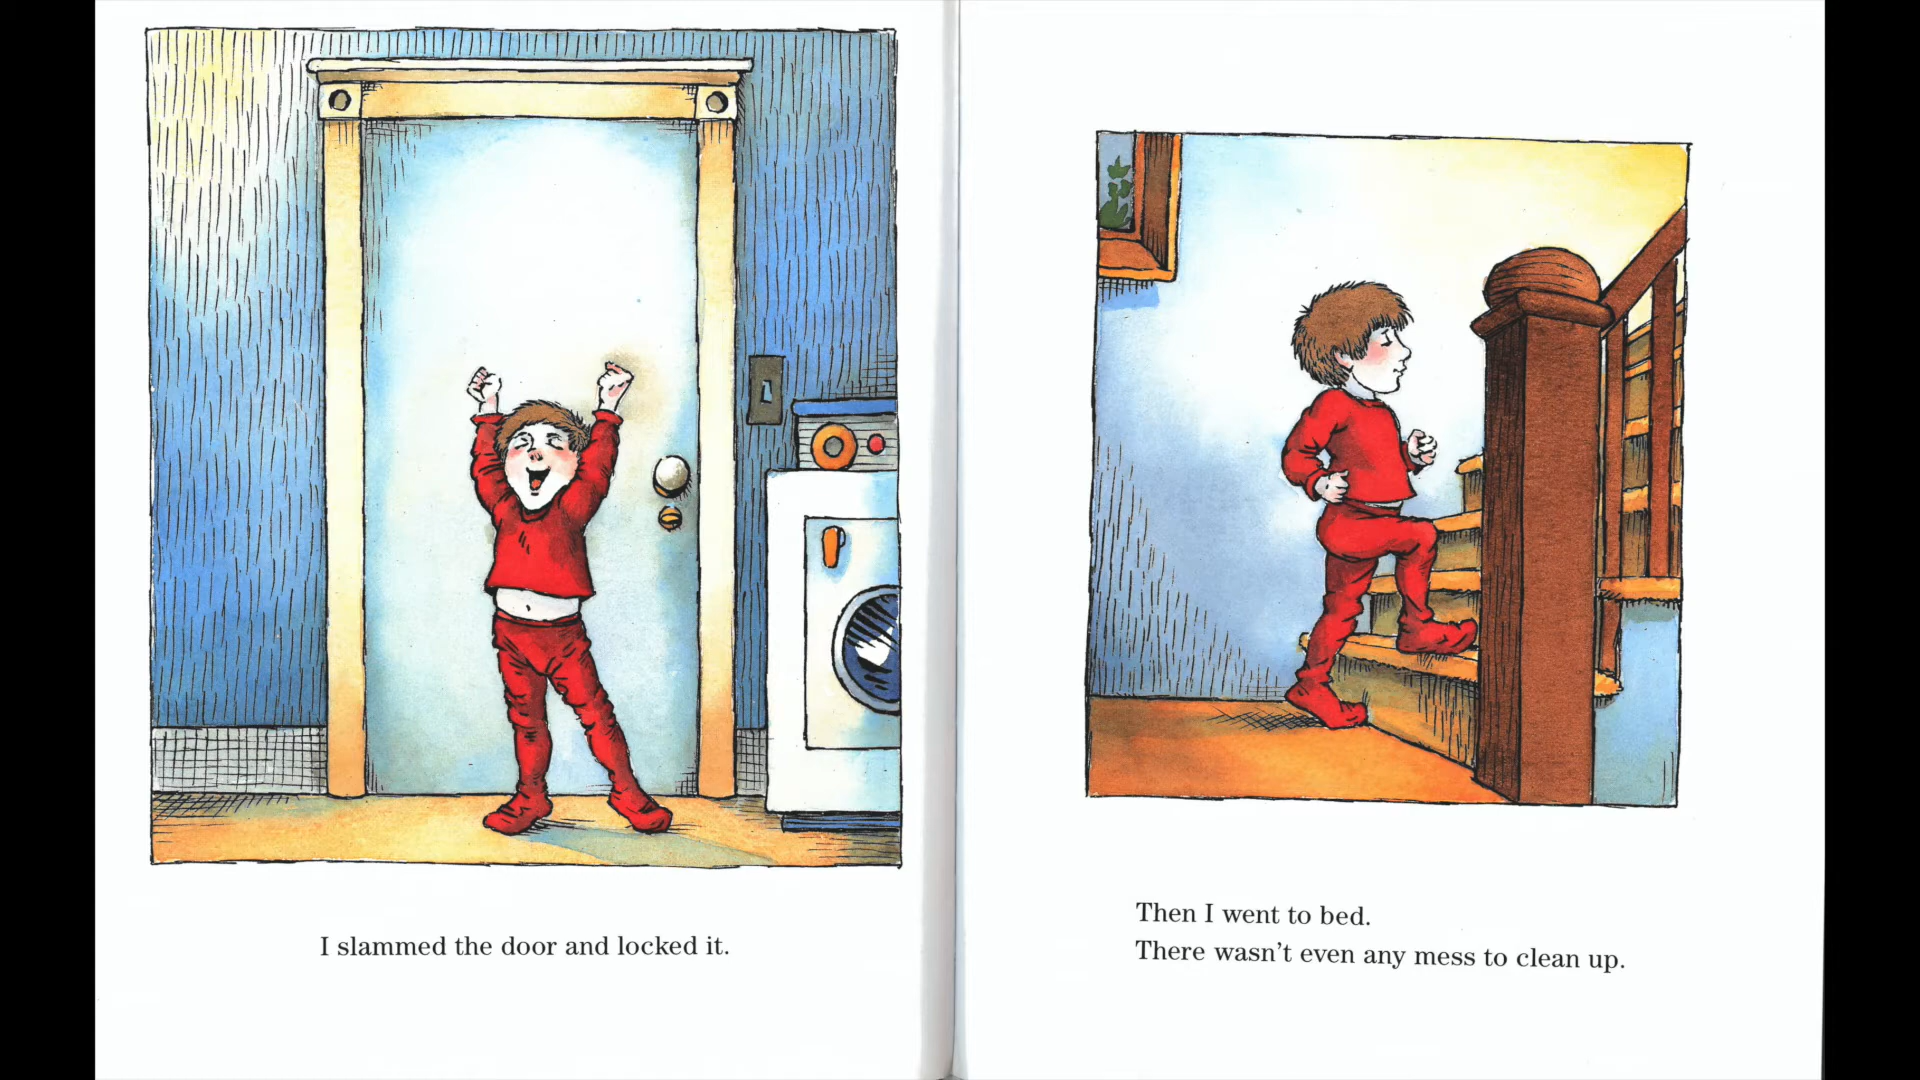 I slammed the door and locked it.
Then I went to bed.
There wasn't even any mess to clean up.